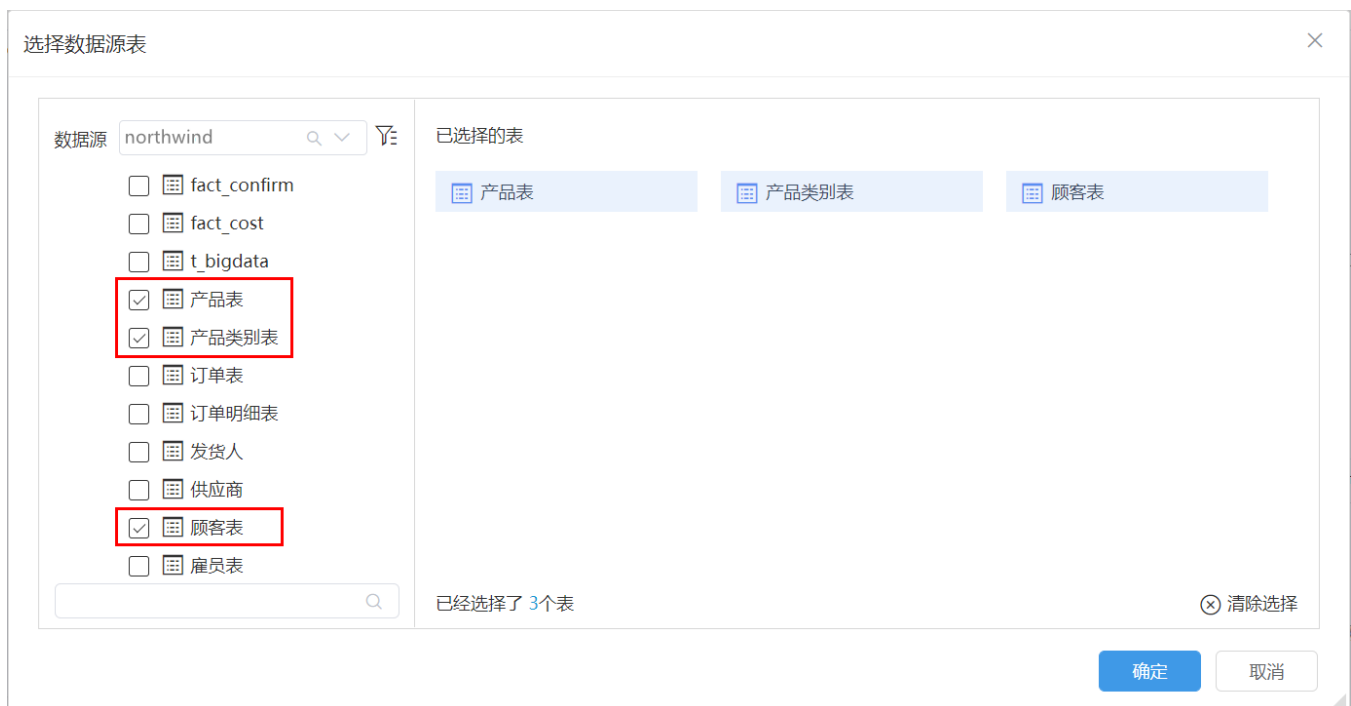 选择数据源表
数据源 northwind
fact_confirm
fact_cost
t_bigdata
产品表
产品类别表
订单表
订单明细表
发货人
供应商
顾客表
雇员表
已选择的表
产品表 产品类别表 顾客表
已经选择了 3个表 清除选择
确定 取消